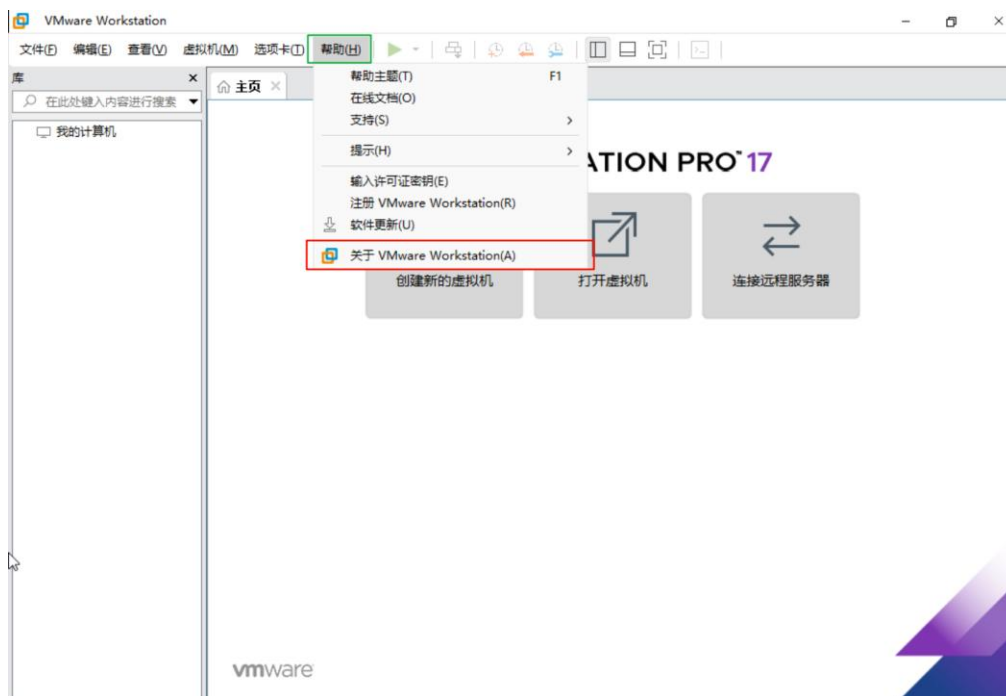 VMware Workstation
文件(F) 编辑(E) 查看(V) 虚拟机(M) 选项卡(T) 帮助(H)
库
在此处键入内容进行搜索
我的计算机
主页
帮助主题(T) F1
在线文档(O)
支持(S)
提示(H)
输入许可证密钥(E)
注册 VMware Workstation(R)
软件更新(U)
关于 VMware Workstation(A)
ATION PRO™ 17
创建新的虚拟机 打开虚拟机 连接远程服务器
vmware